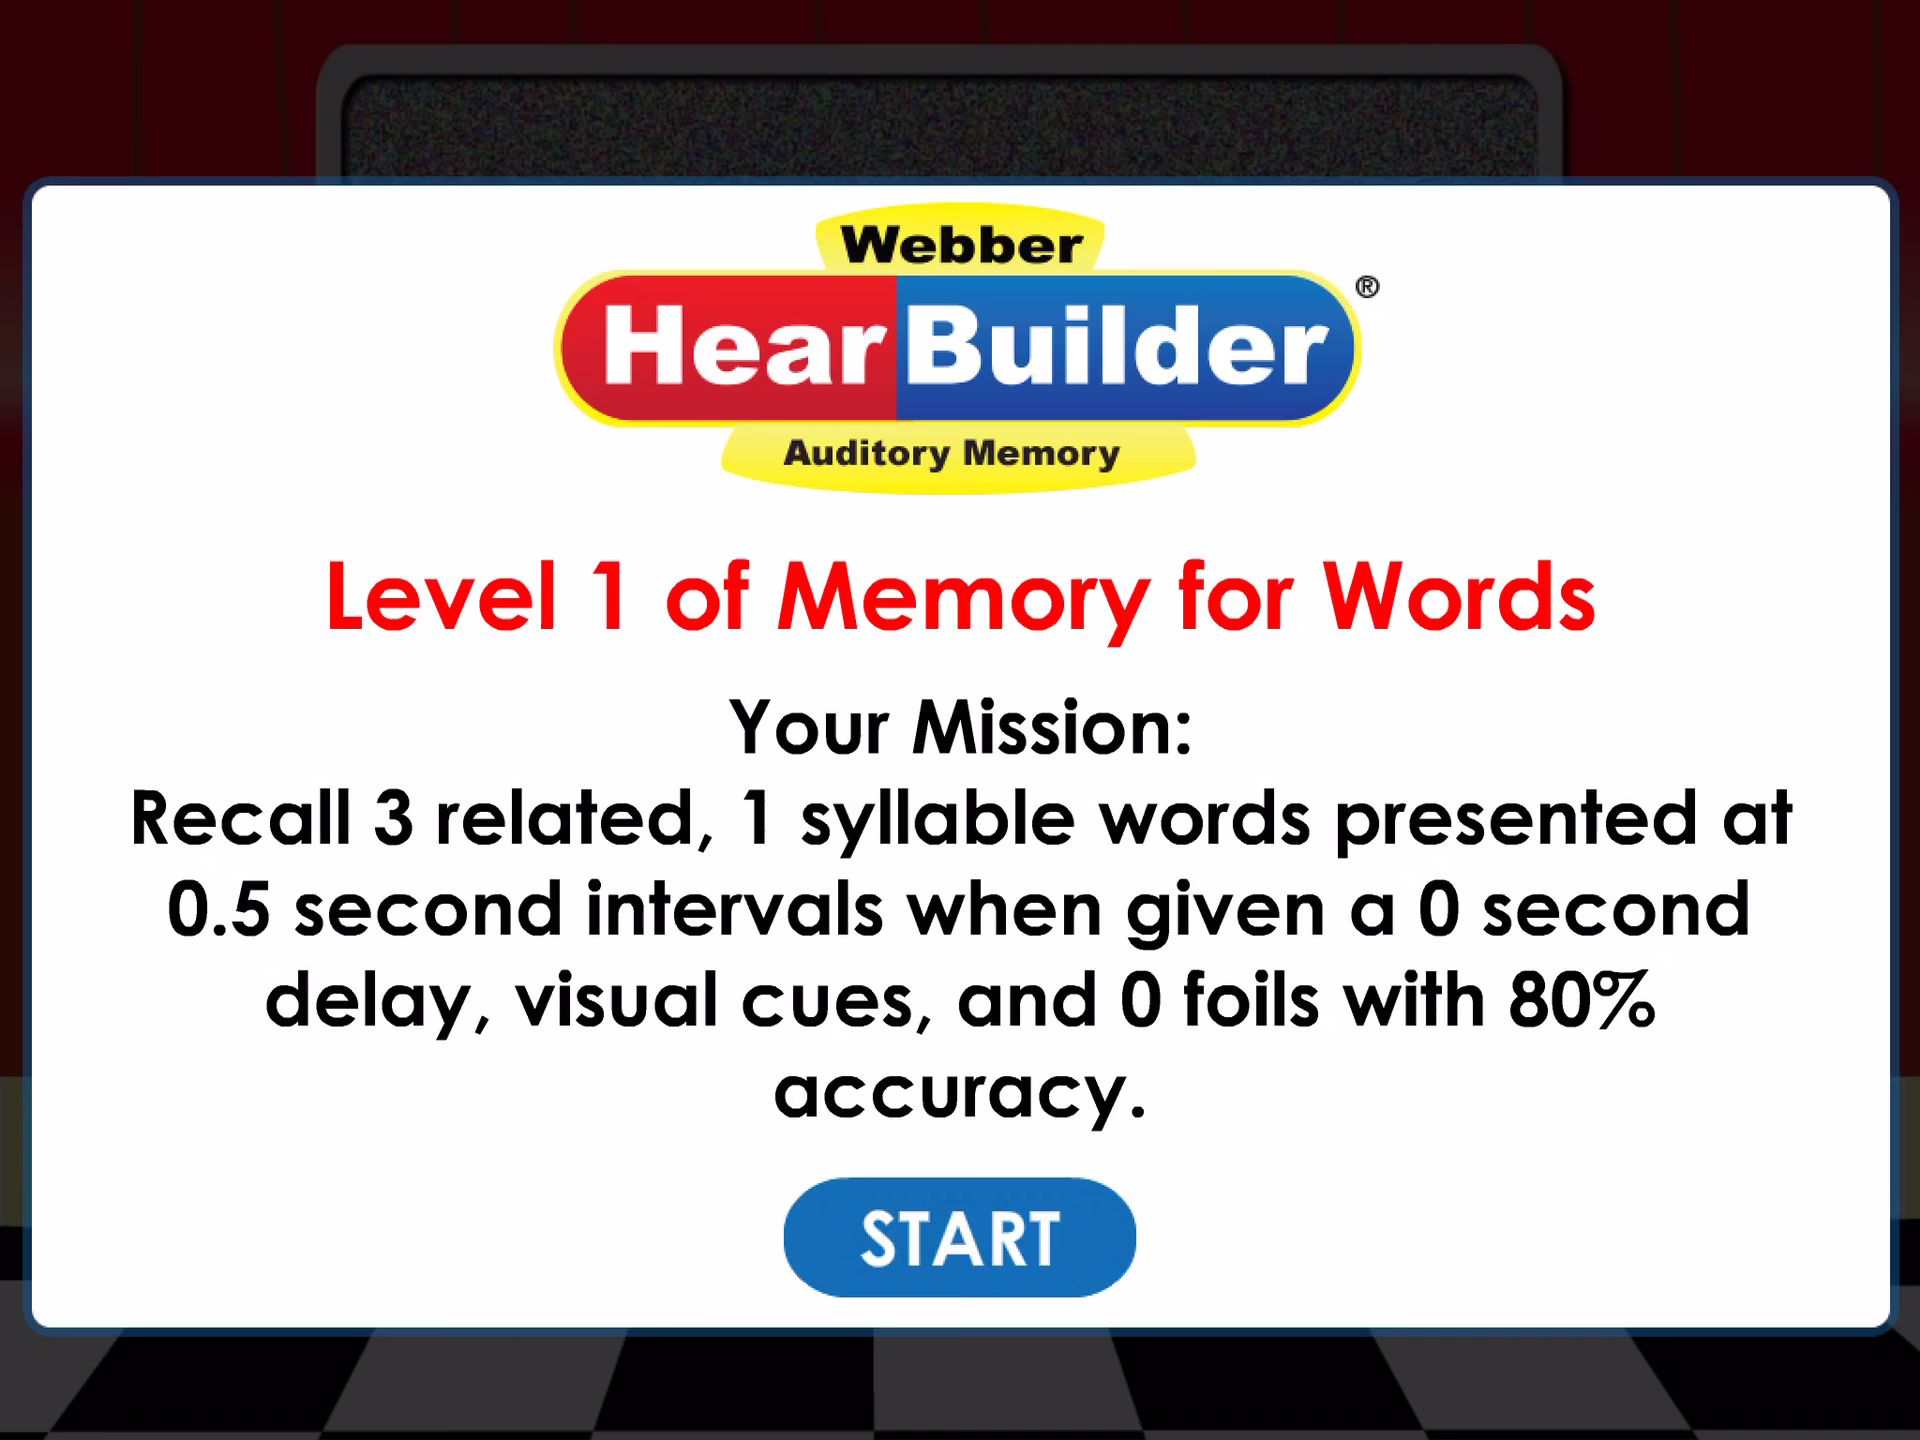 Webber
HearBuilder®
Auditory Memory
Level 1 of Memory for Words
Your Mission:
Recall 3 related, 1 syllable words presented at
0.5 second intervals when given a 0 second
delay, visual cues, and 0 foils with 80%
accuracy.
START